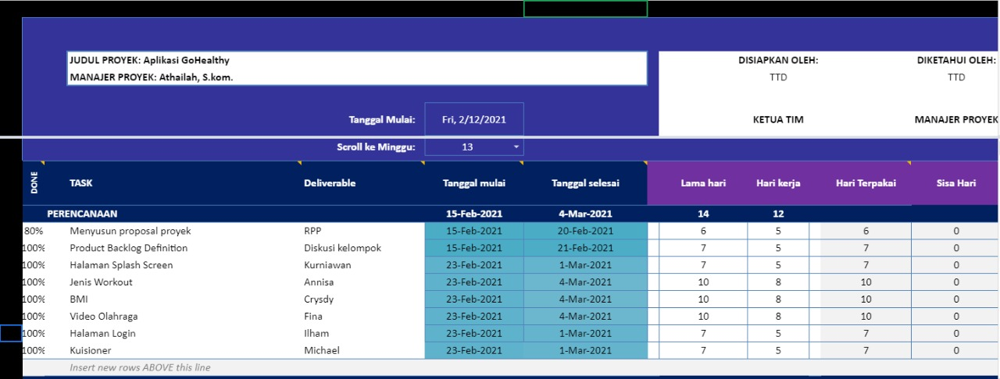 JUDUL PROYEK: Aplikasi GoHealthy
MANAJER PROYEK: Athailah, S.kom.
DISIAPKAN OLEH: DIKETAHUI OLEH:
TTD TTD
Tanggal Mulai: Fri, 2/12/2021 KETUA TIM MANAJER PROYEK
Scroll ke Minggu: 13
DONE TASK Deliverable Tanggal mulai Tanggal selesai Lama hari Hari kerja Hari Terpakai Sisa Hari
PERENCANAAN 15-Feb-2021 4-Mar-2021 14 12
80% Menyusun proposal proyek RPP 15-Feb-2021 20-Feb-2021 6 5 6 0
100% Product Backlog Definition Diskusi kelompok 15-Feb-2021 21-Feb-2021 7 5 7 0
100% Halaman Splash Screen Kurniawan 23-Feb-2021 1-Mar-2021 7 5 7 0
100% Jenis Workout Annisa 23-Feb-2021 4-Mar-2021 10 8 10 0
100% BMI Crysdy 23-Feb-2021 4-Mar-2021 10 8 10 0
100% Video Olahraga Fina 23-Feb-2021 4-Mar-2021 10 8 10 0
100% Halaman Login Ilham 23-Feb-2021 1-Mar-2021 7 5 7 0
100% Kuisioner Michael 23-Feb-2021 1-Mar-2021 7 5 7 0
Insert new rows ABOVE this line